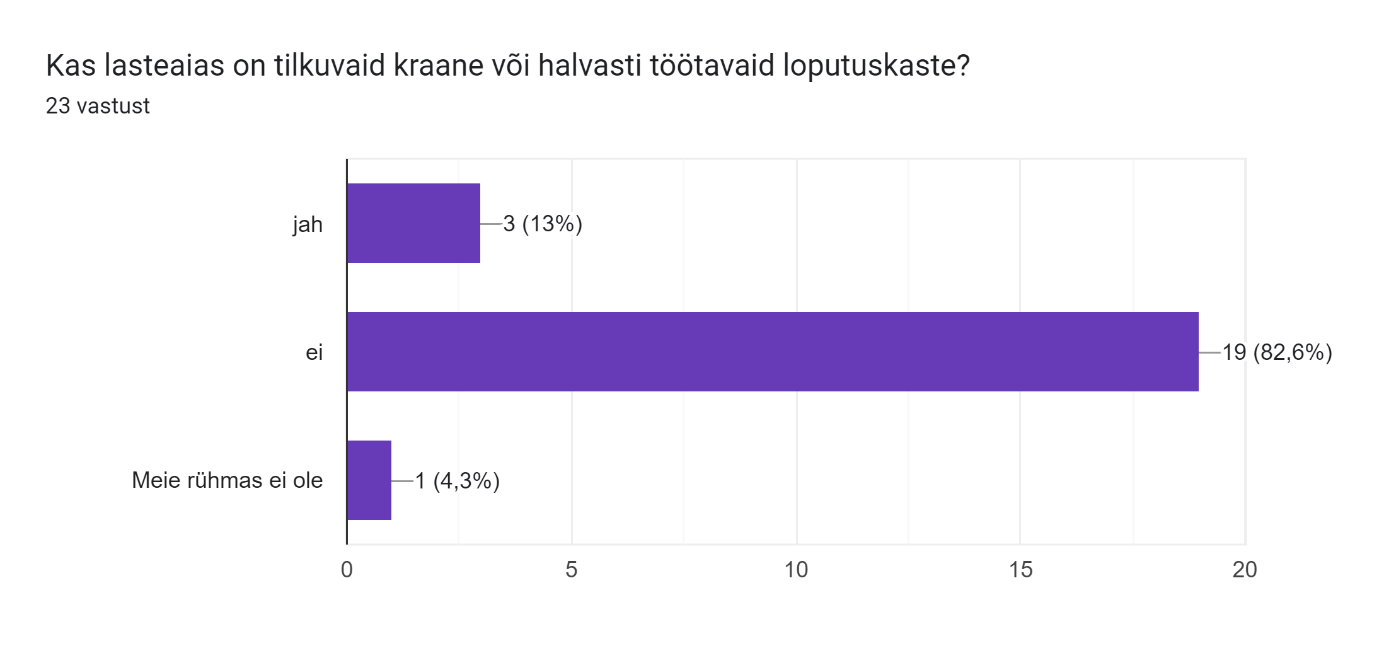 Kas lasteaias on tilkuvaid kraane või halvasti töötavaid loputuskaste?
23 vastust
jah
3 (13%)
ei
19 (82,6%)
Meie rühmas ei ole
1 (4,3%)
0
5
10
15
20